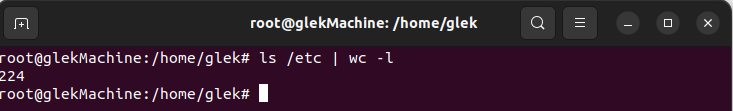 root@glekMachine: /home/glek
root@glekMachine:/home/glek# ls /etc | wc -l
224
root@glekMachine:/home/glek#